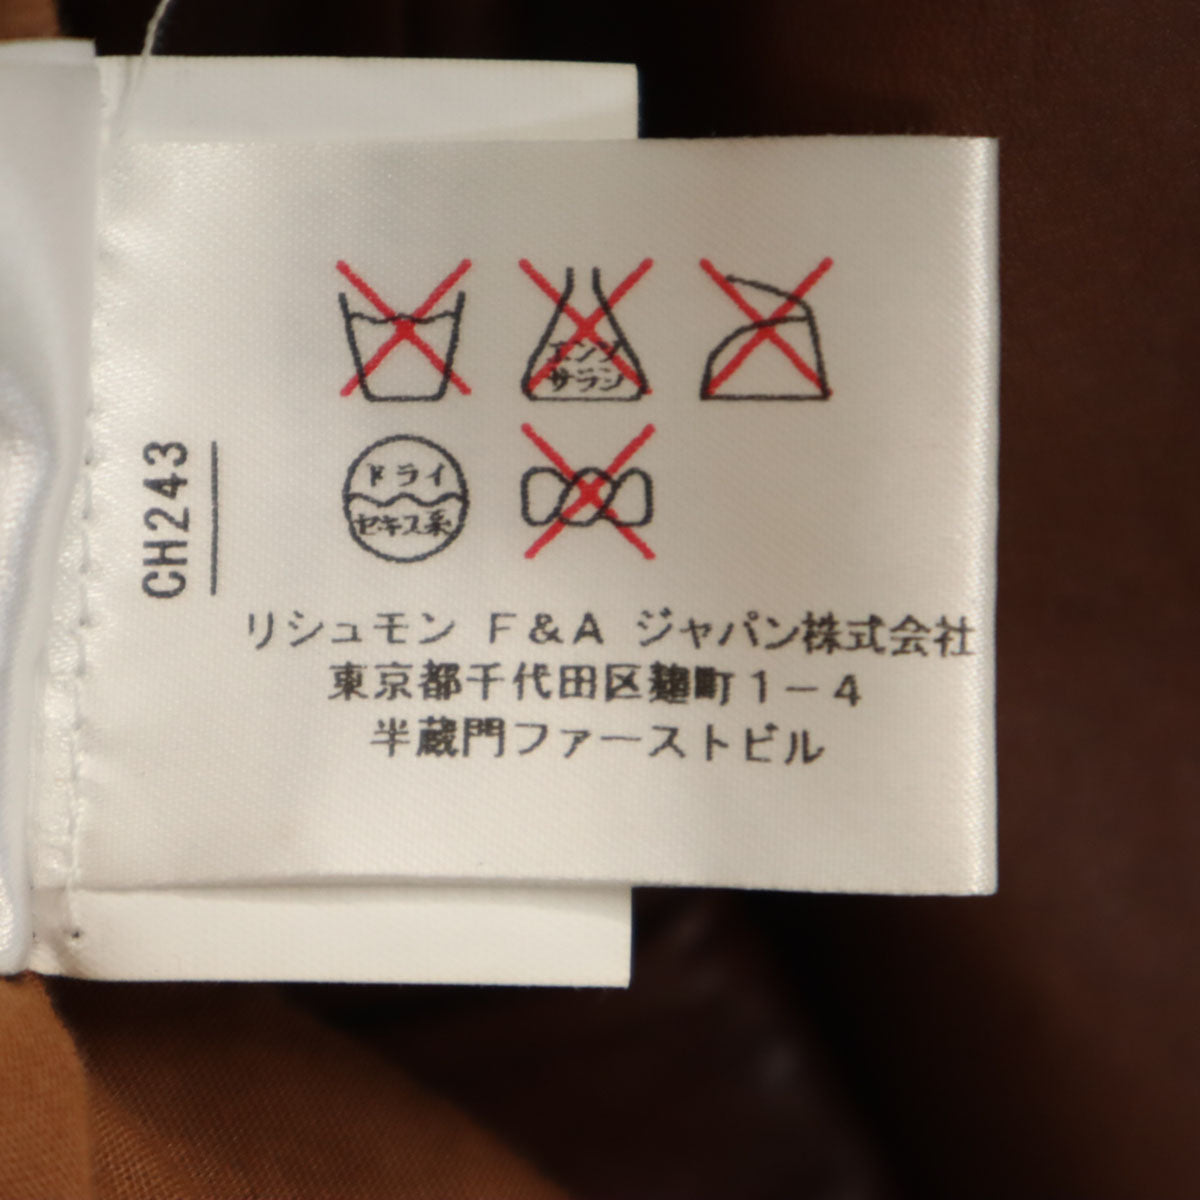 エンソ
サラン
ドライ
セキユ系
CH243
リシュモン F&A ジャパン株式会社
東京都千代田区麹町1-4
半蔵門ファーストビル